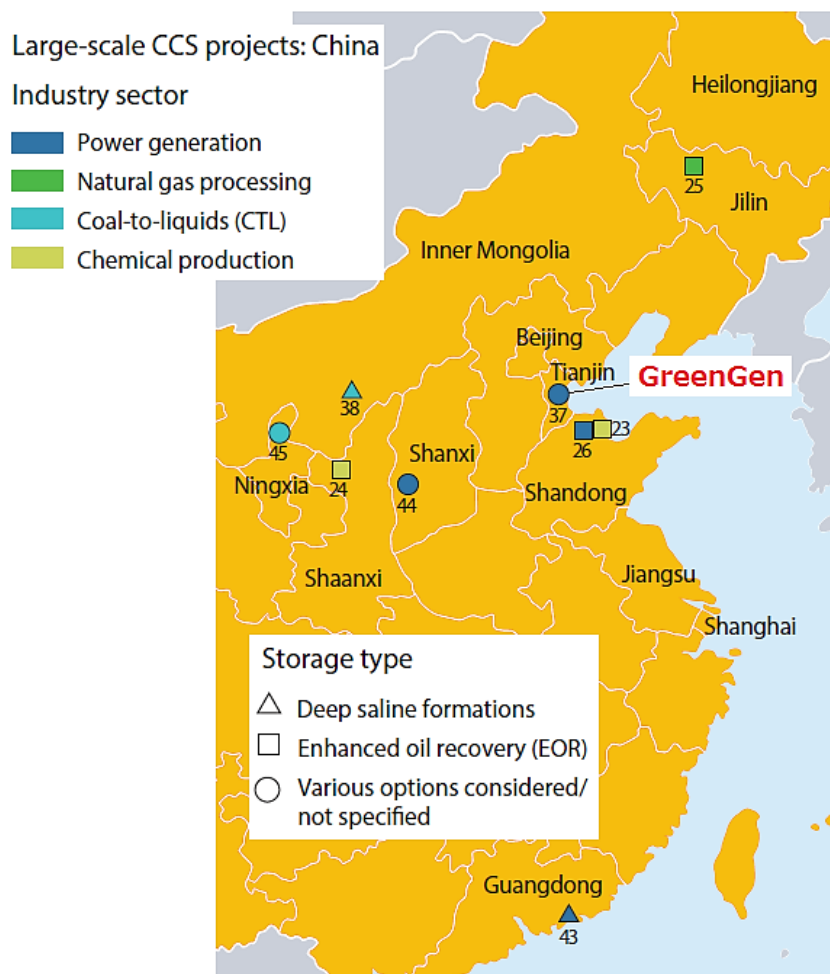 Large-scale CCS projects: China
Industry sector
Power generation
Natural gas processing
Coal-to-liquids (CTL)
Chemical production
Heilongjiang
25
Jilin
Inner Mongolia
Beijing
Tianjin
GreenGen
38
37
45
26
23
Shanxi
Ningxia
24
44
Shandong
Shaanxi
Jiangsu
Shanghai
Storage type
Deep saline formations
Enhanced oil recovery (EOR)
Various options considered/
not specified
Guangdong
43